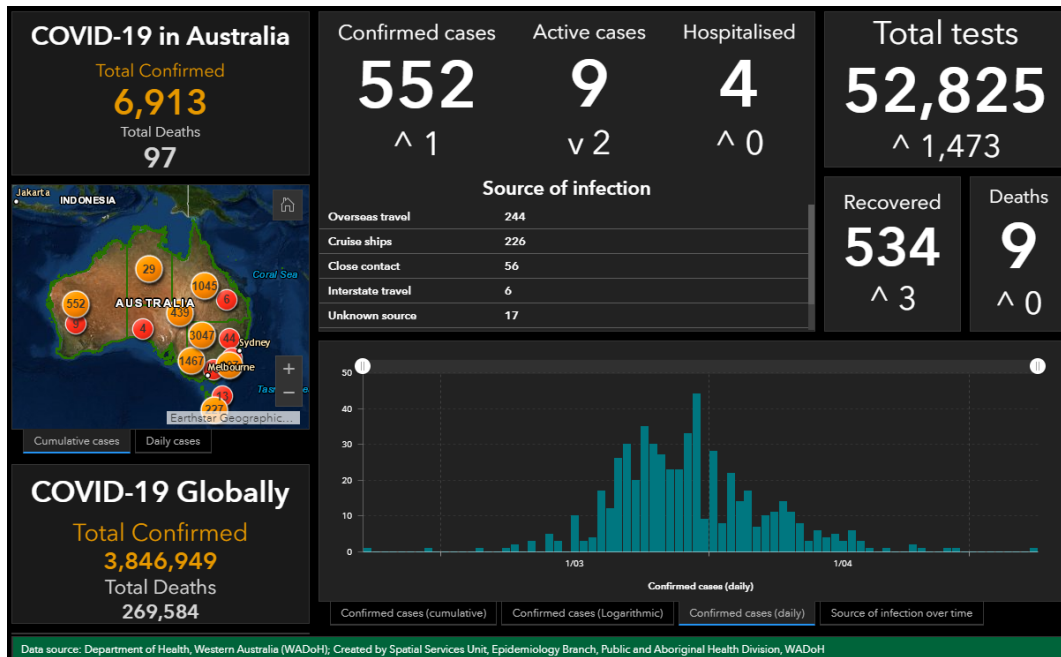 COVID-19 in Australia
Total Confirmed
6,913
Total Deaths
97
Confirmed cases
552
^ 1
Active cases
9
v 2
Hospitalised
4
^ 0
Total tests
52,825
^ 1,473
Source of infection
Overseas travel 244
Cruise ships 226
Close contact 56
Interstate travel 6
Unknown source 17
Recovered
534
^ 3
Deaths
9
^ 0
Jakarta
INDONESIA
Coral Sea
29
1045
6
552
9
AUSTRALIA
439
4
3047
44
Sydney
1467
Melbourne
13
227
+
−
Earthstar Geographic...
Cumulative cases
Daily cases
COVID-19 Globally
Total Confirmed
3,846,949
Total Deaths
269,584
50
40
30
20
10
0
1/03
1/04
Confirmed cases (daily)
Confirmed cases (cumulative)
Confirmed cases (Logarithmic)
Confirmed cases (daily)
Source of infection over time
Data source: Department of Health, Western Australia (WADoH); Created by Spatial Services Unit, Epidemiology Branch, Public and Aboriginal Health Division, WADoH